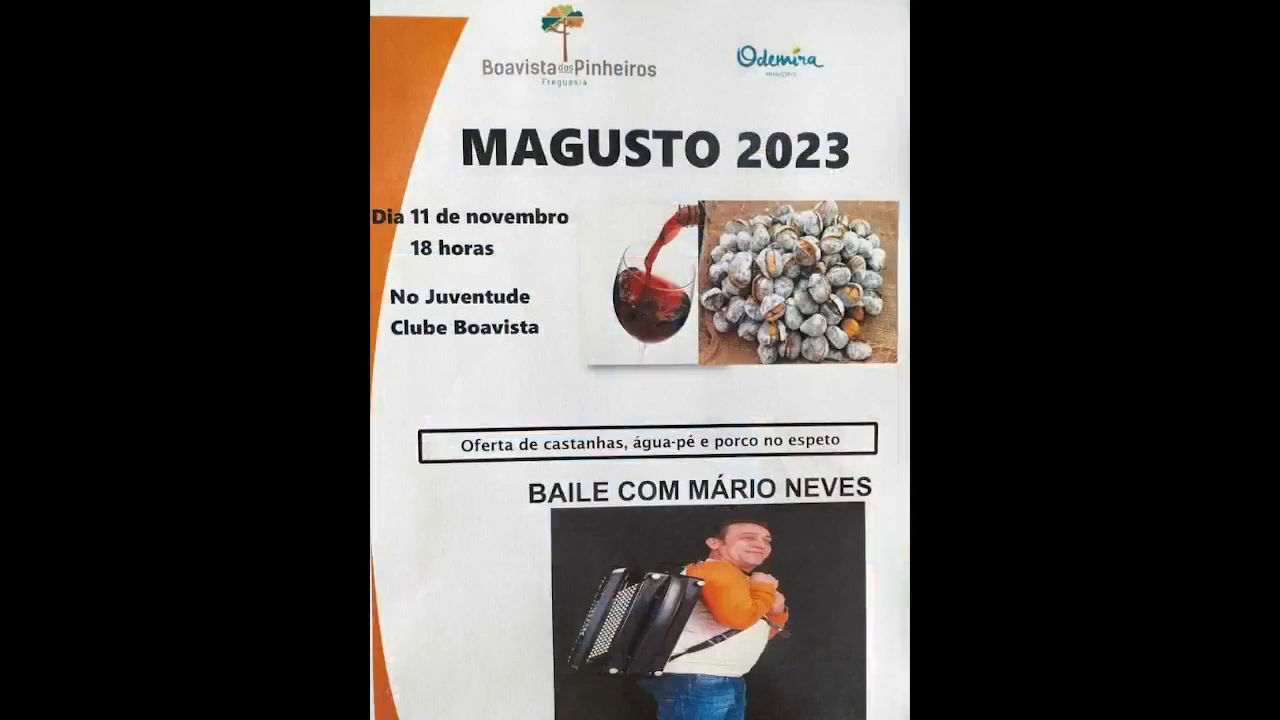 Boavista dos Pinheiros
Freguesia
Odemira
MAGUSTO 2023
Dia 11 de novembro
18 horas
No Juventude
Clube Boavista
Oferta de castanhas, água-pé e porco no espeto
BAILE COM MÁRIO NEVES